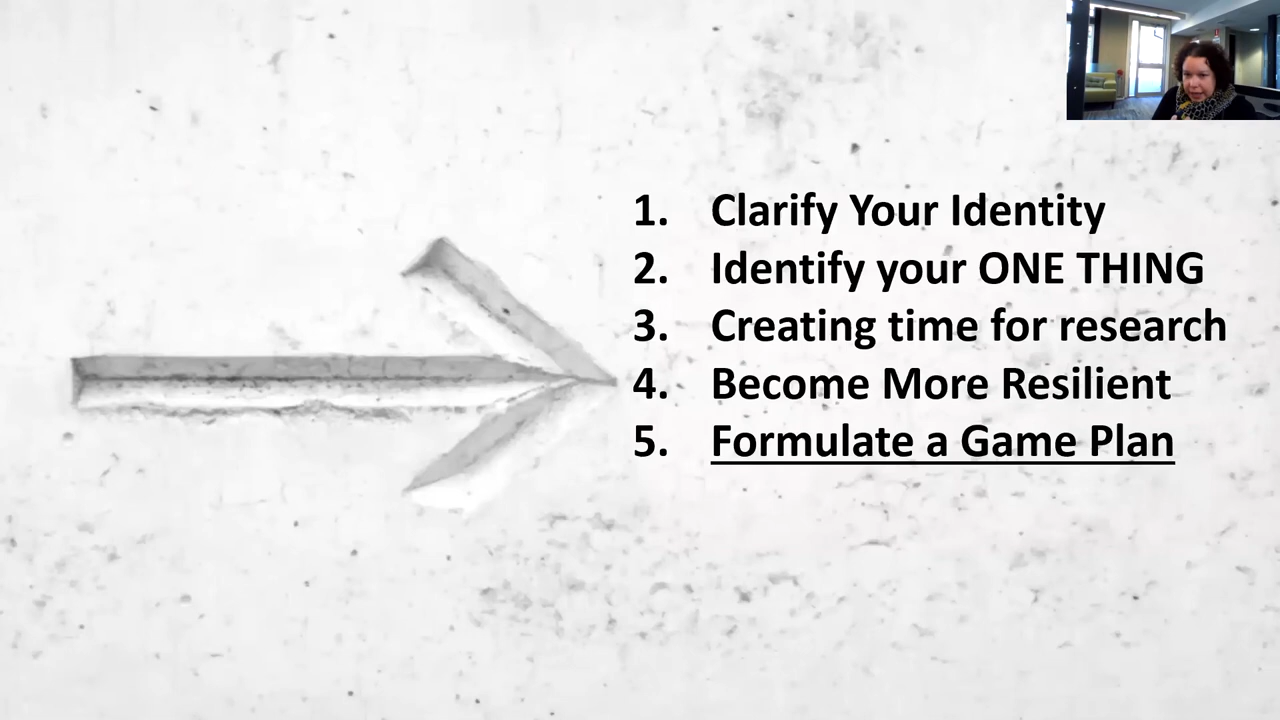 1. Clarify Your Identity
2. Identify your ONE THING
3. Creating time for research
4. Become More Resilient
5. Formulate a Game Plan